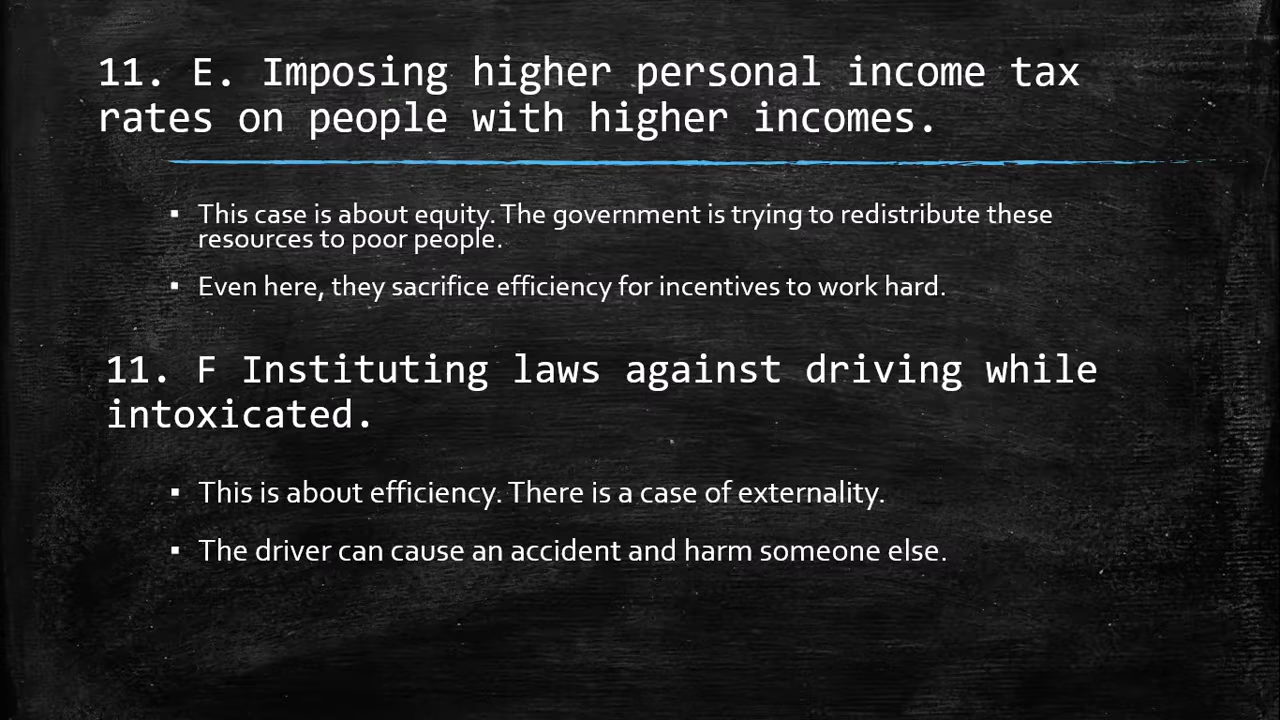 11. E. Imposing higher personal income tax
rates on people with higher incomes.
▪ This case is about equity. The government is trying to redistribute these
resources to poor people.
▪ Even here, they sacrifice efficiency for incentives to work hard.
11. F Instituting laws against driving while
intoxicated.
▪ This is about efficiency. There is a case of externality.
▪ The driver can cause an accident and harm someone else.